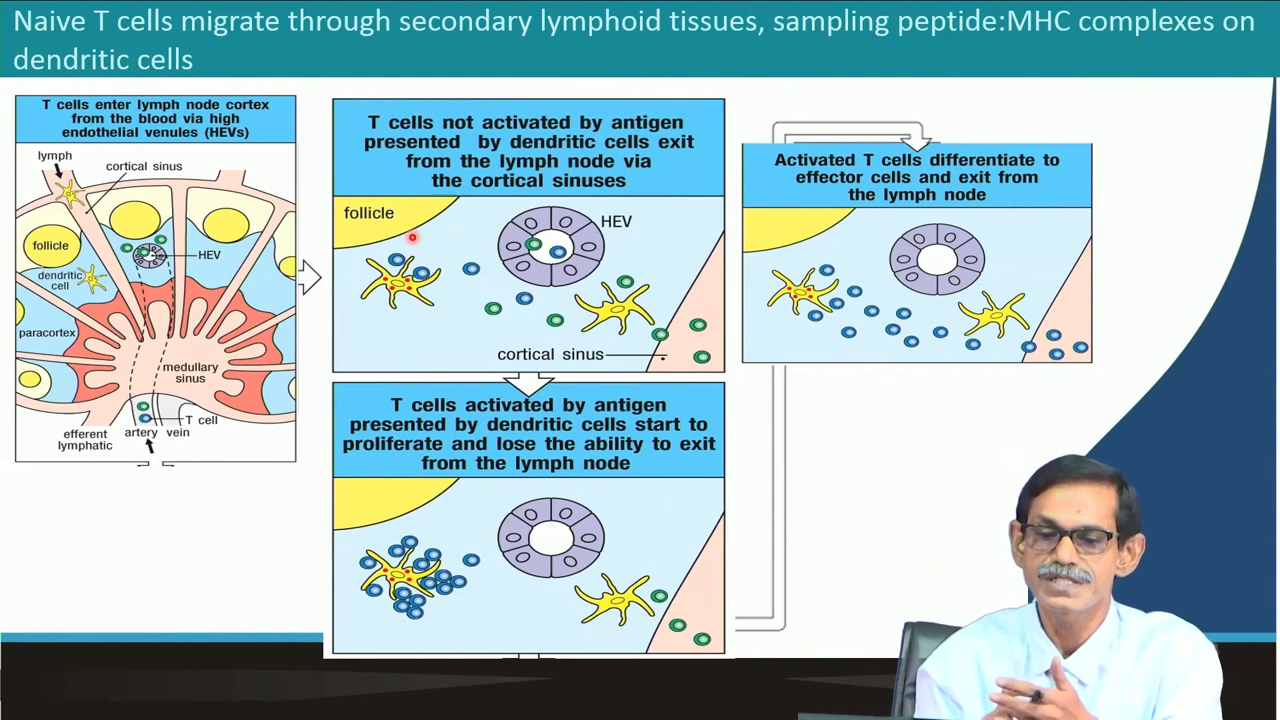 Naive T cells migrate through secondary lymphoid tissues, sampling peptide:MHC complexes on
dendritic cells
T cells enter lymph node cortex
from the blood via high
endothelial venules (HEVs)
lymph
cortical sinus
follicle
HEV
dendritic
cell
paracortex
medullary
sinus
T cell
efferent
lymphatic
artery
vein
T cells not activated by antigen
presented by dendritic cells exit
from the lymph node via
the cortical sinuses
follicle
HEV
cortical sinus
T cells activated by antigen
presented by dendritic cells start to
proliferate and lose the ability to exit
from the lymph node
Activated T cells differentiate to
effector cells and exit from
the lymph node